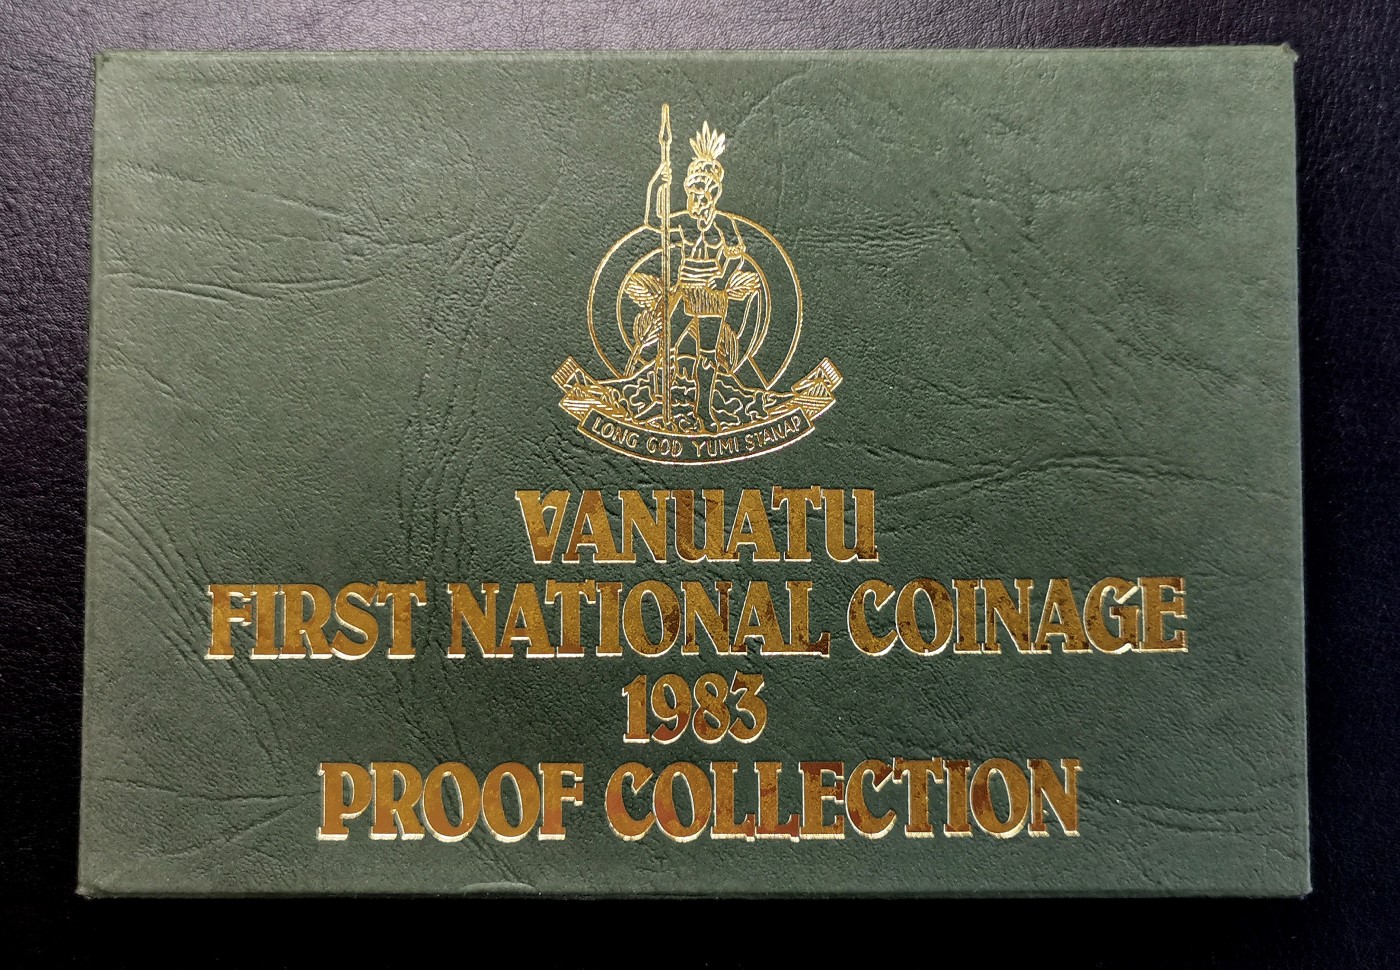 LONG GOD YUMI STANAP
VANUATU
FIRST NATIONAL COINAGE
1983
PROOF COLLECTION